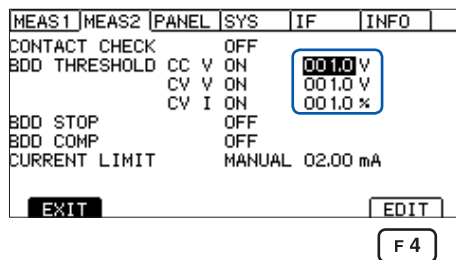 MEAS1 MEAS2 PANEL SYS IF INFO
CONTACT CHECK OFF
BDD THRESHOLD CC V ON 001.0 V
CV V ON 001.0 V
CV I ON 001.0 %
BDD STOP OFF
BDD COMP OFF
CURRENT LIMIT MANUAL 02.00 mA
EXIT EDIT
F 4